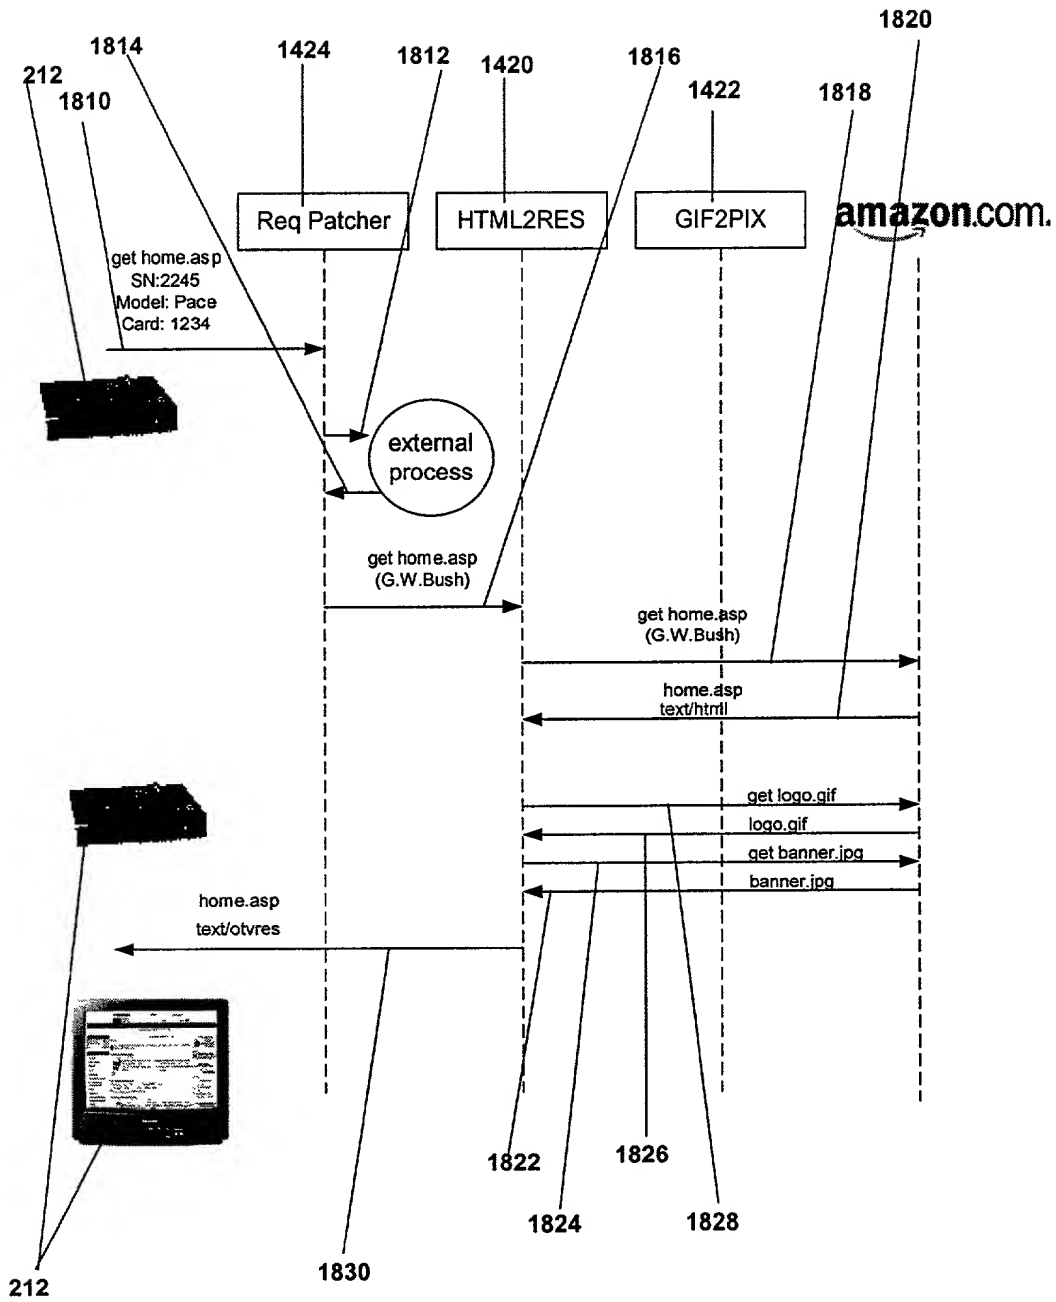 1820
1814
1424
1812
1420
1816
212
1810
1422
1818
Req Patcher
HTML2RES
GIF2PIX
amazon.com.
get home.asp
SN:2245
Model: Pace
Card: 1234
external
process
get home.asp
(G.W.Bush)
get home.asp
(G.W.Bush)
home.asp
text/html
get logo.gif
logo.gif
get banner.jpg
banner.jpg
home.asp
text/otvres
1822
1826
1824
1828
1830
212